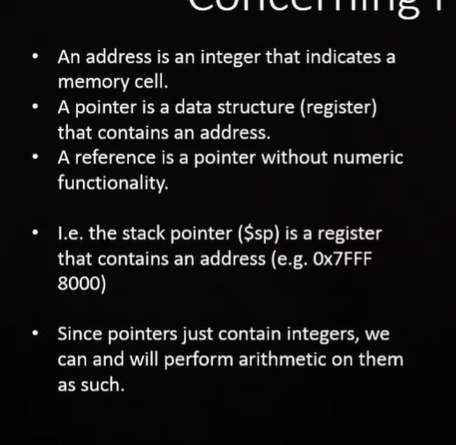 Concerning
• An address is an integer that indicates a
memory cell.
• A pointer is a data structure (register)
that contains an address.
• A reference is a pointer without numeric
functionality.
• I.e. the stack pointer ($sp) is a register
that contains an address (e.g. 0x7FFF
8000)
• Since pointers just contain integers, we
can and will perform arithmetic on them
as such.